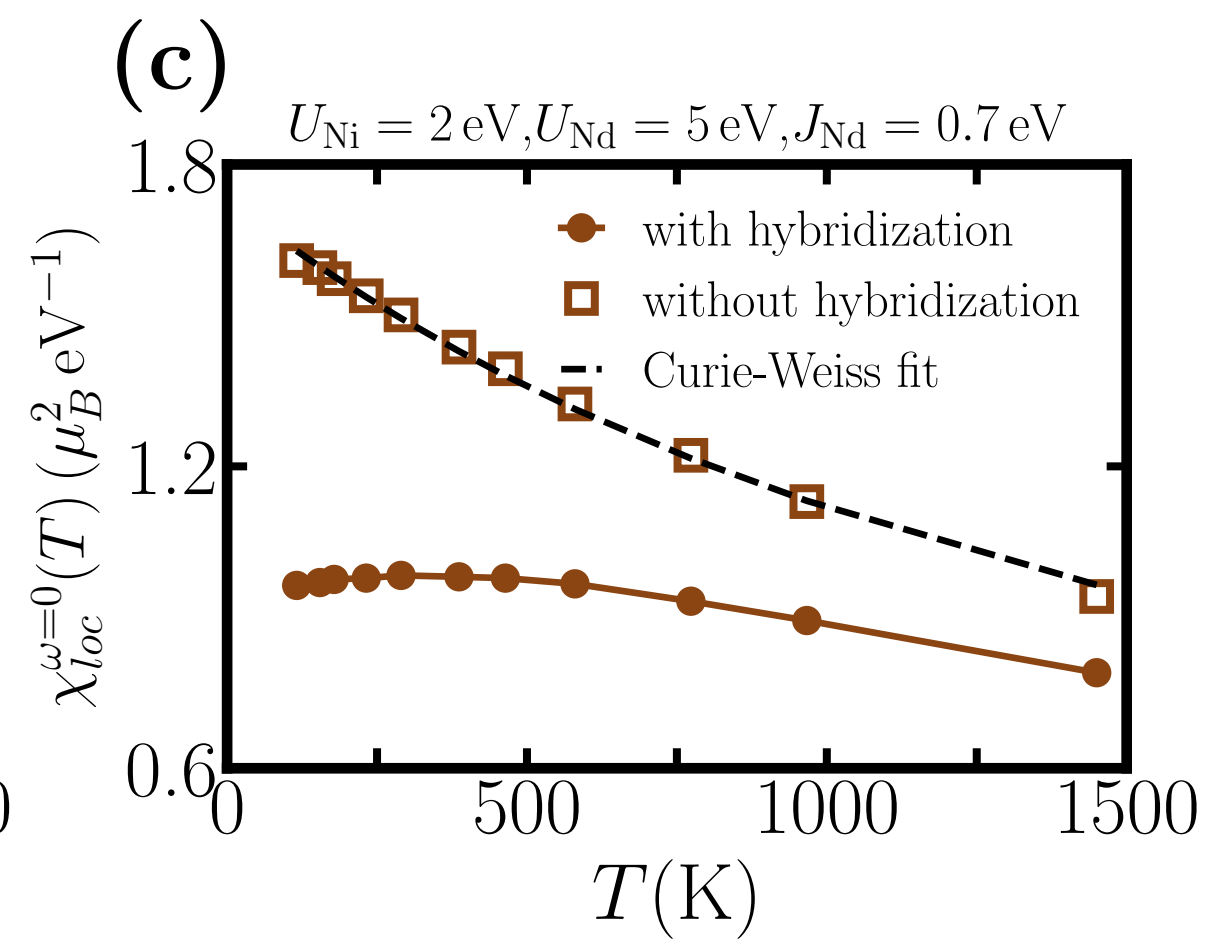 (c)
U_Ni = 2 eV,U_Nd = 5 eV,J_Nd = 0.7 eV
1.8
1.2
0.6
χ_loc^ω=0(T) (μ_B^2 eV^−1)
with hybridization
without hybridization
Curie-Weiss fit
0
0 500 1000 1500
T(K)